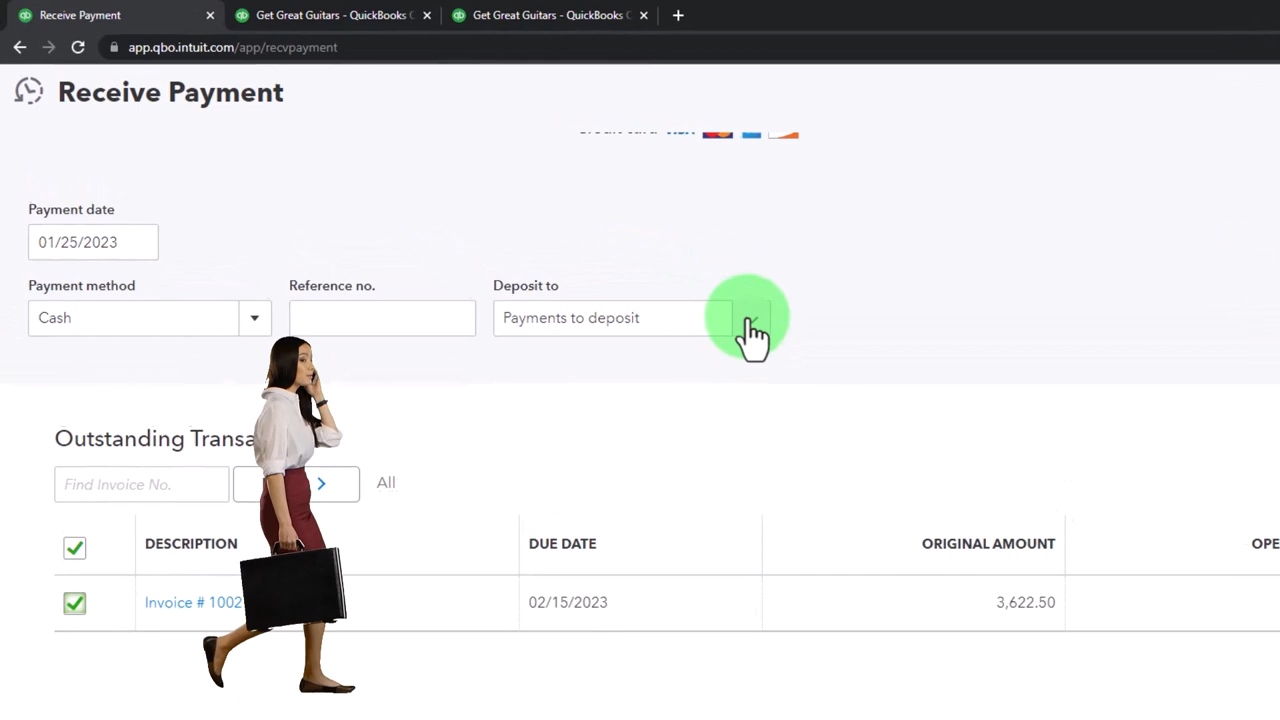 Receive Payment
Get Great Guitars - QuickBooks
Get Great Guitars - QuickBooks
app.qbo.intuit.com/app/recvpayment
Receive Payment
Payment date
01/25/2023
Payment method
Reference no.
Deposit to
Cash
Payments to deposit
Outstanding
Find Invoice No.
All
DESCRIPTION
DUE DATE
ORIGINAL AMOUNT
Invoice # 1002
02/15/2023
3,622.50